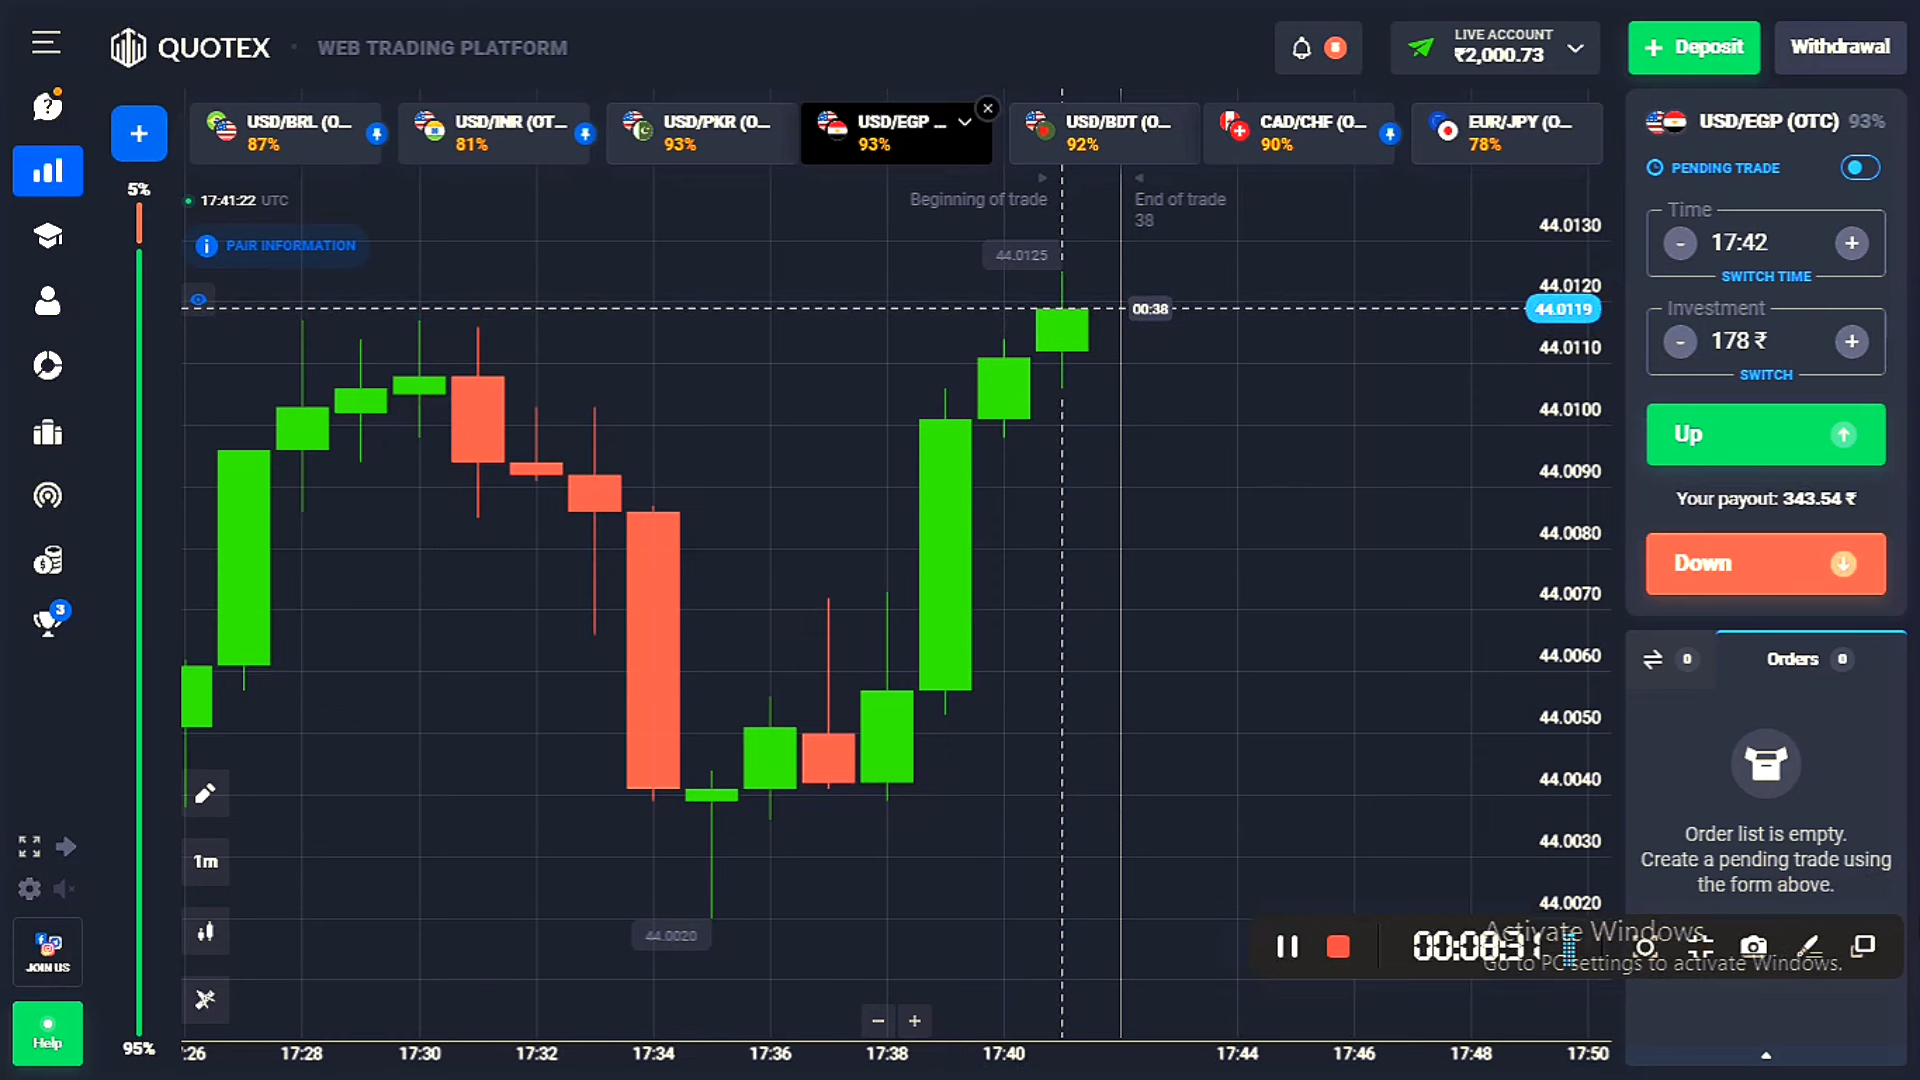 QUOTEX
WEB TRADING PLATFORM
LIVE ACCOUNT
₹2,000.73
+ Deposit
Withdrawal
+
USD/BRL (O...
87%
USD/INR (OT...
81%
USD/PKR (O...
93%
USD/EGP ...
93%
USD/BDT (O...
92%
CAD/CHF (O...
90%
EUR/JPY (O...
78%
USD/EGP (OTC) 93%
PENDING TRADE
5%
17:41:22 UTC
Beginning of trade
End of trade
38
PAIR INFORMATION
44.0125
00:38
44.0130
44.0120
44.0119
44.0110
44.0100
44.0090
44.0080
44.0070
44.0060
44.0050
44.0040
44.0030
44.0020
Time
- 17:42 +
SWITCH TIME
Investment
- 178 ₹ +
SWITCH
Up
Your payout: 343.54 ₹
Down
0
Orders 0
Order list is empty.
Create a pending trade using
the form above.
3
1m
44.0020
JOIN US
Help
95%
Activate Windows
Go to PC settings to activate Windows.
− +
:26
17:28
17:30
17:32
17:34
17:36
17:38
17:40
17:44
17:46
17:48
17:50